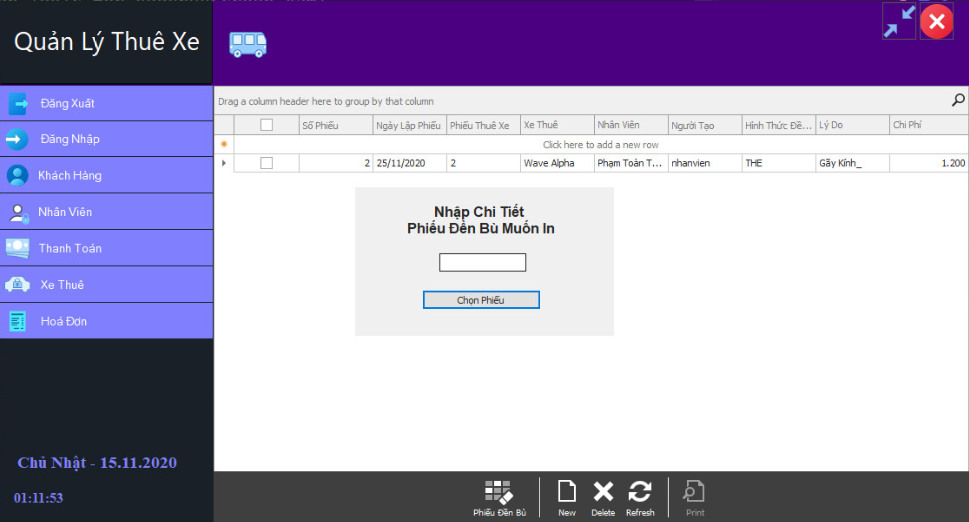 Quản Lý Thuê Xe
Đăng Xuất
Đăng Nhập
Khách Hàng
Nhân Viên
Thanh Toán
Xe Thuê
Hoá Đơn
Chủ Nhật - 15.11.2020
01:11:53
Drag a column header here to group by that column
Số Phiếu Ngày Lập Phiếu Phiếu Thuê Xe Xe Thuê Nhân Viên Người Tạo Hình Thức Đề... Lý Do Chi Phí
Click here to add a new row
2 25/11/2020 2 Wave Alpha Phạm Toàn T... nhanvien THE Gãy Kính_ 1.200
Nhập Chi Tiết
Phiếu Đền Bù Muốn In
Chọn Phiếu
Phiếu Đền Bù New Delete Refresh Print